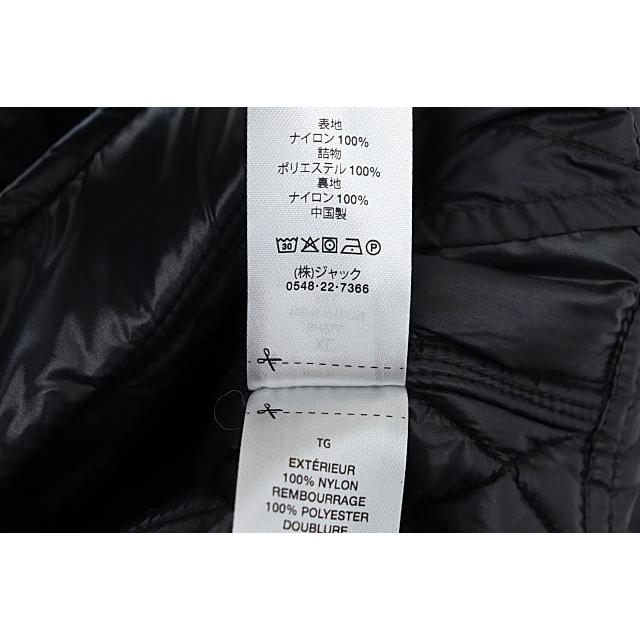 表地
ナイロン 100%
詰物
ポリエステル 100%
裏地
ナイロン 100%
中国製
30 P
(株)ジャック
0548·22·7366
TG
EXTÉRIEUR
100% NYLON
REMBOURRAGE
100% POLYESTER
DOUBLURE